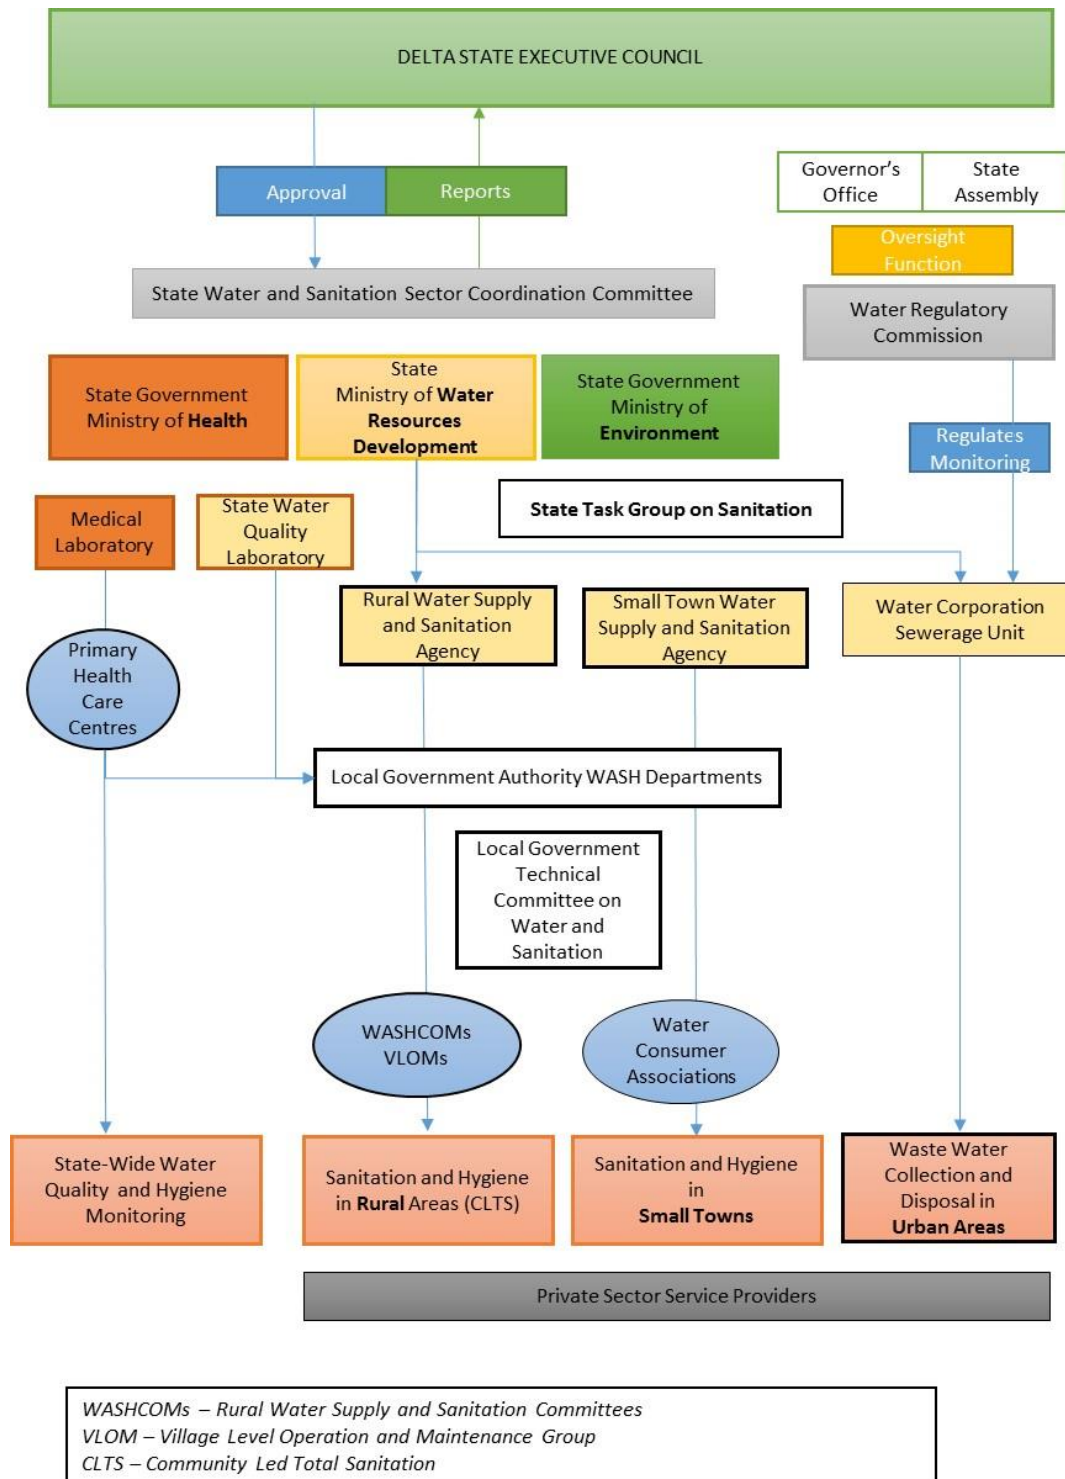 DELTA STATE EXECUTIVE COUNCIL
Approval
Reports
Governor's
Office
State
Assembly
Oversight
Function
State Water and Sanitation Sector Coordination Committee
Water Regulatory
Commission
State Government
Ministry of Health
State
Ministry of Water
Resources
Development
State Government
Ministry of
Environment
Regulates
Monitoring
Medical
Laboratory
State Water
Quality
Laboratory
State Task Group on Sanitation
Rural Water Supply
and Sanitation
Agency
Small Town Water
Supply and Sanitation
Agency
Water Corporation
Sewerage Unit
Primary
Health
Care
Centres
Local Government Authority WASH Departments
Local Government
Technical
Committee on
Water and
Sanitation
WASHCOMs
VLOMs
Water
Consumer
Associations
State-Wide Water
Quality and Hygiene
Monitoring
Sanitation and Hygiene
in Rural Areas (CLTS)
Sanitation and Hygiene
in
Small Towns
Waste Water
Collection and
Disposal in
Urban Areas
Private Sector Service Providers
WASHCOMs – Rural Water Supply and Sanitation Committees
VLOM – Village Level Operation and Maintenance Group
CLTS – Community Led Total Sanitation